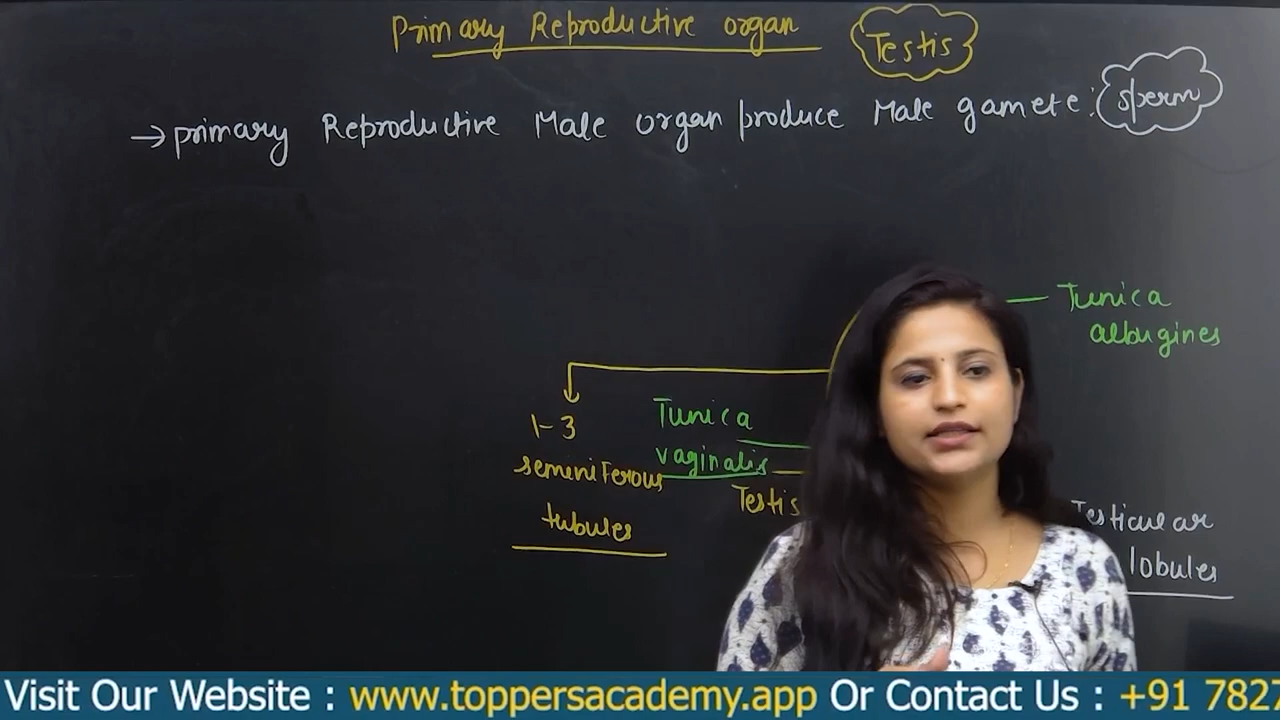 Primary Reproductive organ Testis
→ primary Reproductive Male organ produce Male gamete : sperm
Tunica
albugines
1-3
seminiferous
tubules
Tunica
vaginalis
Testis
Testicular
lobules
Visit Our Website : www.toppersacademy.app Or Contact Us : +91 7827